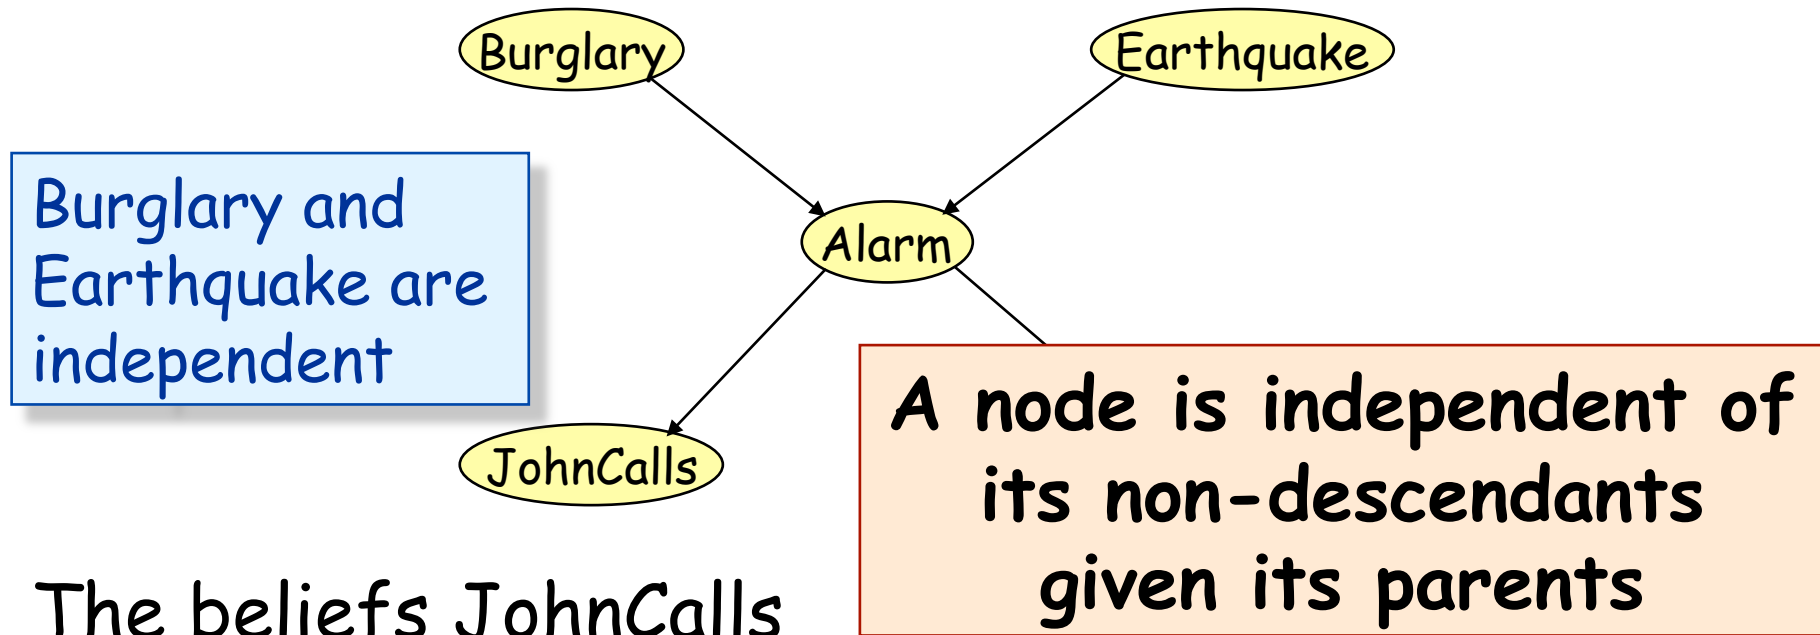 Burglary
Earthquake
Burglary and
Earthquake are
independent
Alarm
JohnCalls
A node is independent of
its non-descendants
given its parents
The beliefs JohnCalls